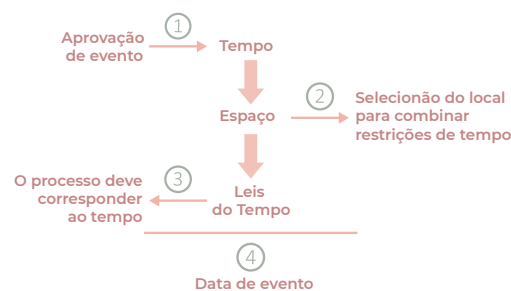 1
Aprovação
de evento
Tempo
2
Espaço
Selecionão do local
para combinar
restrições de tempo
3
O processo deve
corresponder
ao tempo
Leis
do Tempo
4
Data de evento